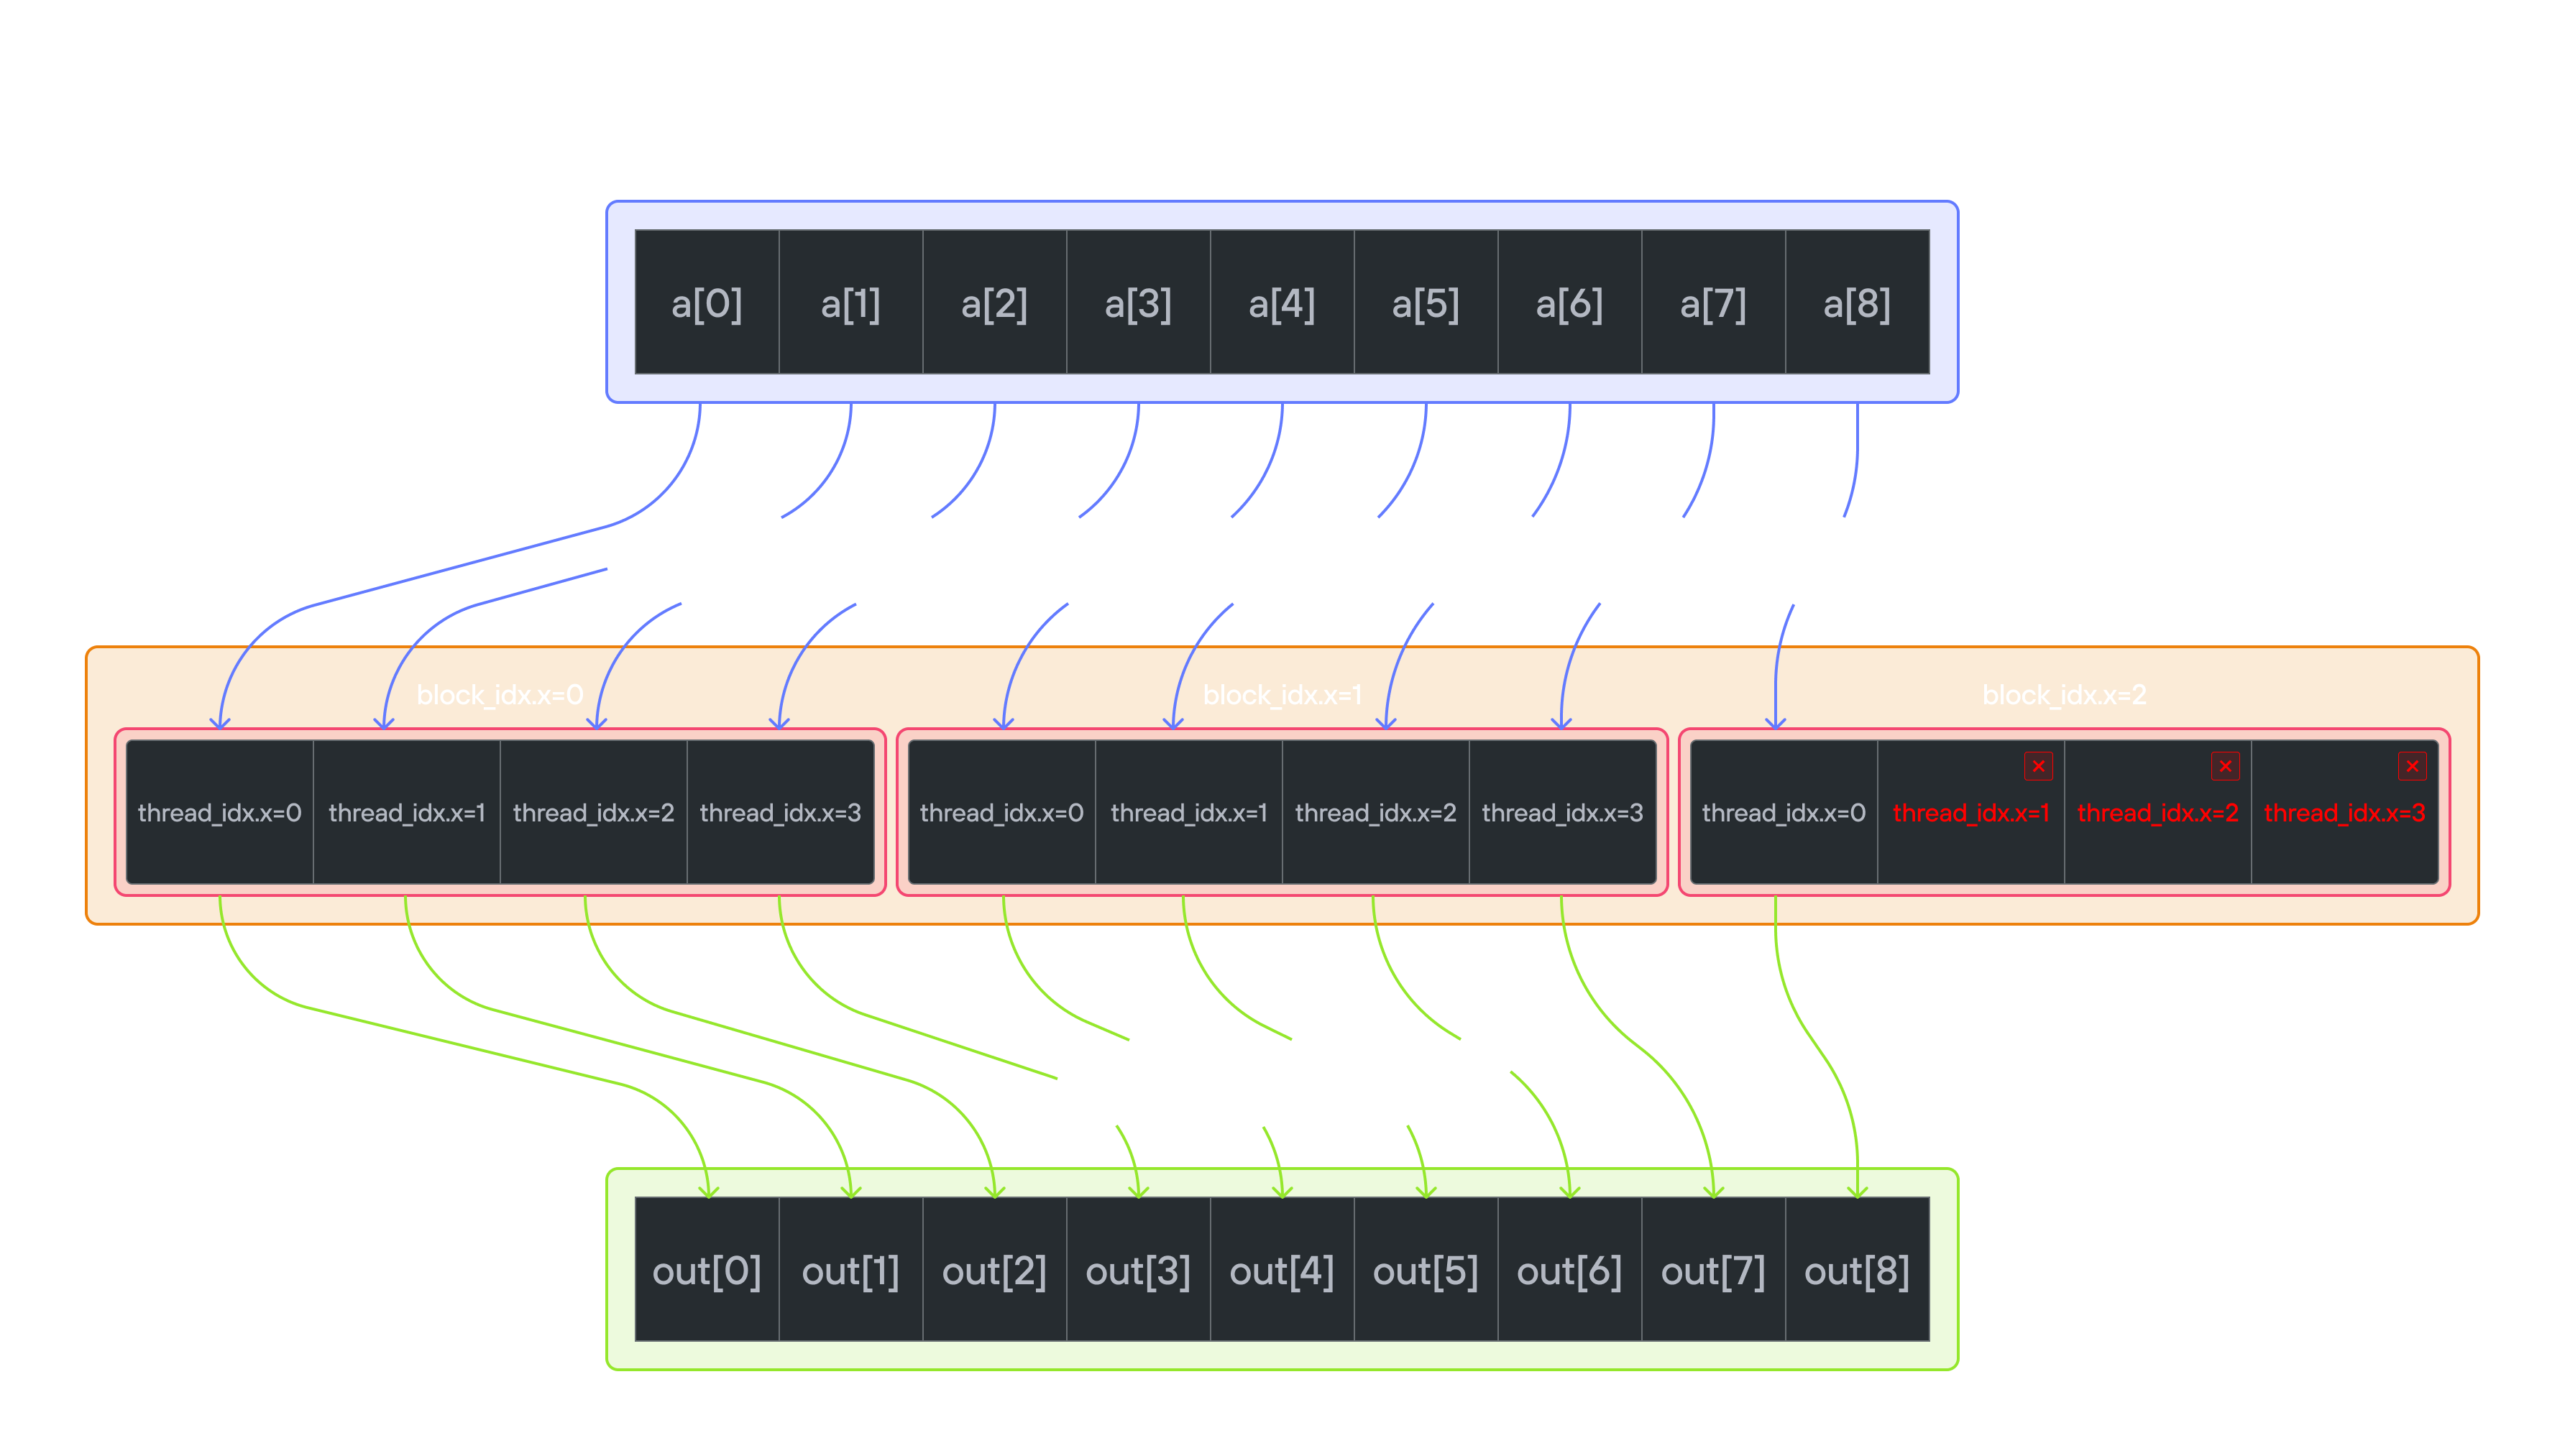 a[0] a[1] a[2] a[3] a[4] a[5] a[6] a[7] a[8]
block_idx.x=0 block_idx.x=1 block_idx.x=2
thread_idx.x=0 thread_idx.x=1 thread_idx.x=2 thread_idx.x=3 thread_idx.x=0 thread_idx.x=1 thread_idx.x=2 thread_idx.x=3 thread_idx.x=0 thread_idx.x=1 thread_idx.x=2 thread_idx.x=3
out[0] out[1] out[2] out[3] out[4] out[5] out[6] out[7] out[8]